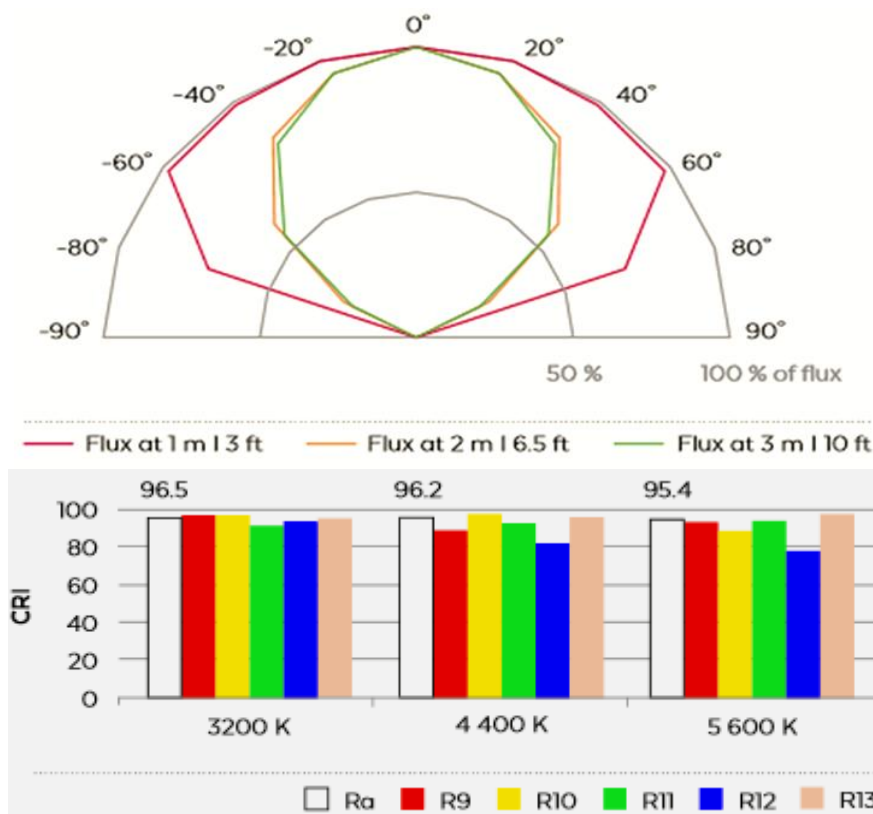 0°
-20° 20°
-40° 40°
-60° 60°
-80° 80°
-90° 90°
50 % 100 % of flux
Flux at 1 m I 3 ft Flux at 2 m I 6.5 ft Flux at 3 m I 10 ft
96.5 96.2 95.4
100
80
60
40
20
0
CRI
3200 K 4 400 K 5 600 K
Ra R9 R10 R11 R12 R13